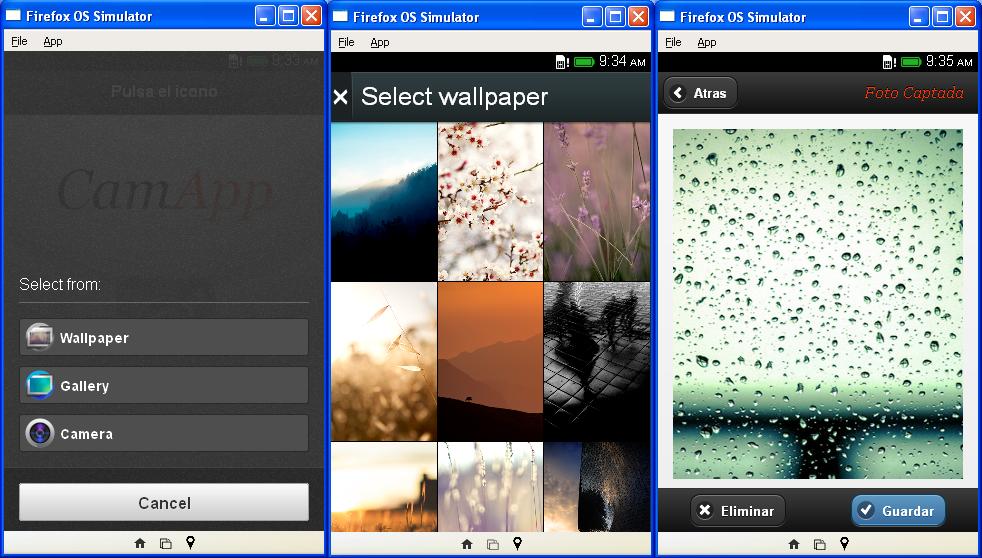 Firefox OS Simulator
File App
9:33 AM
Pulsa el icono
CamApp
Select from:
Wallpaper
Gallery
Camera
Cancel
Firefox OS Simulator
File App
9:34 AM
Select wallpaper
Firefox OS Simulator
File App
9:35 AM
Atras
Foto Captada
Eliminar
Guardar